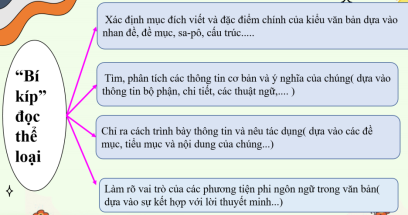 “Bí
kíp”
đọc
thể
loại
Xác định mục đích viết và đặc điểm chính của kiểu văn bản dựa vào
nhan đề, đề mục, sa-pô, cấu trúc.....
Tìm, phân tích các thông tin cơ bản và ý nghĩa của chúng( dựa vào
thông tin bộ phận, chi tiết, các thuật ngữ,.... )
Chỉ ra cách trình bày thông tin và nêu tác dụng( dựa vào các đề
mục, tiểu mục và nội dung của chúng...)
Làm rõ vai trò của các phương tiện phi ngôn ngữ trong văn bản(
dựa vào sự kết hợp với lời thuyết minh...)